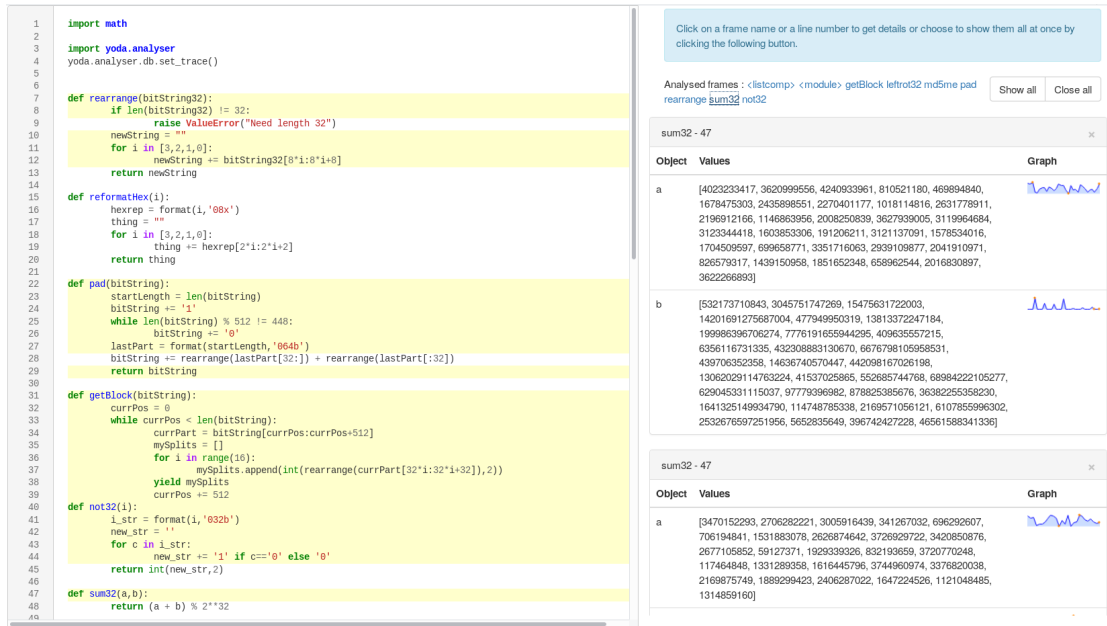 1 import math
2
3 import yoda.analyser
4 yoda.analyser.db.set_trace()
5
6
7 def rearrange(bitString32):
8 if len(bitString32) != 32:
9 raise ValueError("Need length 32")
10 newString = ""
11 for i in [3,2,1,0]:
12 newString += bitString32[8*i:8*i+8]
13 return newString
14
15 def reformatHex(i):
16 hexrep = format(i,'08x')
17 thing = ""
18 for i in [3,2,1,0]:
19 thing += hexrep[2*i:2*i+2]
20 return thing
21
22 def pad(bitString):
23 startLength = len(bitString)
24 bitString += '1'
25 while len(bitString) % 512 != 448:
26 bitString += '0'
27 lastPart = format(startLength,'064b')
28 bitString += rearrange(lastPart[32:]) + rearrange(lastPart[:32])
29 return bitString
30
31 def getBlock(bitString):
32 currPos = 0
33 while currPos < len(bitString):
34 currPart = bitString[currPos:currPos+512]
35 mySplits = []
36 for i in range(16):
37 mySplits.append(int(rearrange(currPart[32*i:32*i+32]),2))
38 yield mySplits
39 currPos += 512
40 def not32(i):
41 i_str = format(i,'032b')
42 new_str = ''
43 for c in i_str:
44 new_str += '1' if c=='0' else '0'
45 return int(new_str,2)
46
47 def sum32(a,b):
48 return (a + b) % 2**32
49
Click on a frame name or a line number to get details or choose to show them all at once by
clicking the following button.
Analysed frames : <listcomp> <module> getBlock leftrot32 md5me pad
rearrange sum32 not32
Show all Close all
sum32 - 47 ×
Object Values Graph
a [4023233417, 3620999556, 4240933961, 810521180, 469894840,
1678475303, 2435898551, 2270401177, 1018114816, 2631778911,
2196912166, 1146863956, 2008250839, 3627939005, 3119964684,
3123344418, 1603853306, 191206211, 3121137091, 1578534016,
1704509597, 699658771, 3351716063, 2939109877, 2041910971,
826579317, 1439150958, 1851652348, 658962544, 2016830897,
3622266893]
b [532173710843, 3045751747269, 15475631722003,
14201691275687004, 477949950319, 13813372247184,
199986396706274, 7776191655944295, 409635557215,
6356116731335, 432308883130670, 6676798105958531,
439706352358, 14636740570447, 442098167026198,
13062029114763224, 41537025865, 552685744768, 68984222105277,
629045331115037, 97779396982, 878825385676, 36382255358230,
1641325149934790, 114748785338, 2169571056121, 6107855996302,
2532676597251956, 5652835649, 396742427228, 46561588341336]
sum32 - 47 ×
Object Values Graph
a [3470152293, 2706282221, 3005916439, 341267032, 696292607,
706194841, 1531883078, 2626874642, 3726929722, 3420850876,
2677105852, 59127371, 1929339326, 832193659, 3720770248,
117464848, 1331289358, 1616445796, 3744960974, 3376820038,
2169875749, 1889299423, 2406287022, 1647224526, 1121048485,
1314859160]